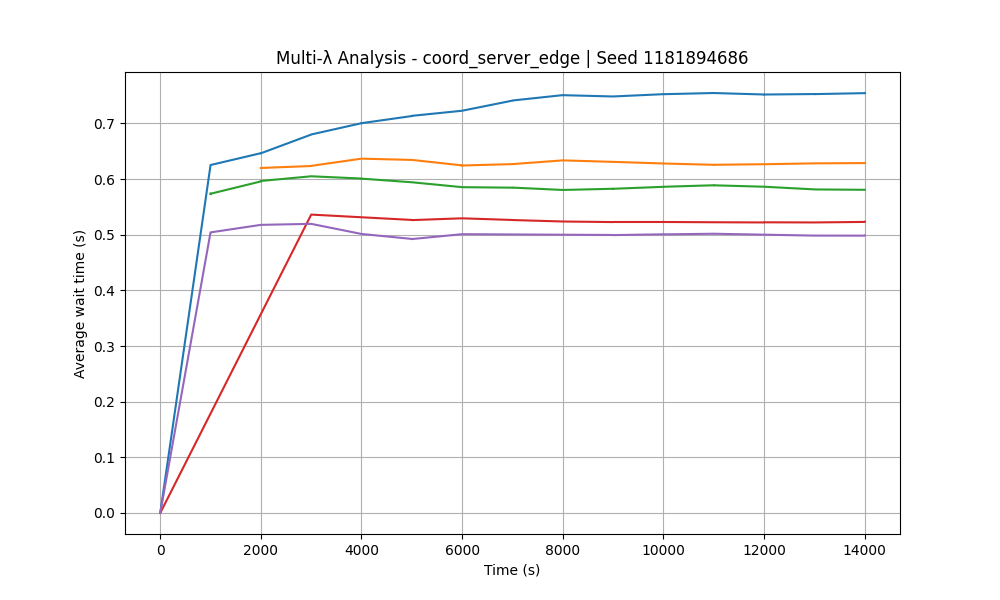 Multi-λ Analysis - coord_server_edge | Seed 1181894686
Average wait time (s)
0.7
0.6
0.5
0.4
0.3
0.2
0.1
0.0
0 2000 4000 6000 8000 10000 12000 14000
Time (s)